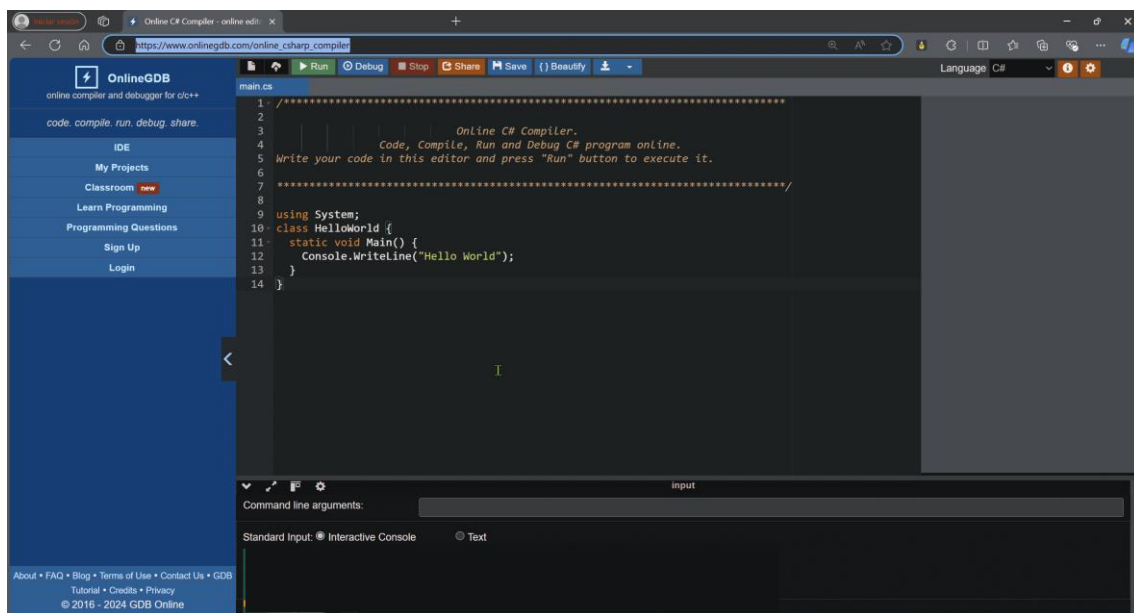 Iniciar sesión
Online C# Compiler - online edit
https://www.onlinegdb.com/online_csharp_compiler
OnlineGDB
online compiler and debugger for c/c++
code. compile. run. debug. share.
IDE
My Projects
Classroom new
Learn Programming
Programming Questions
Sign Up
Login
About • FAQ • Blog • Terms of Use • Contact Us • GDB
Tutorial • Credits • Privacy
© 2016 - 2024 GDB Online
Run Debug Stop Share Save {} Beautify
Language C#
main.cs
1 /******************************************************************************
2
3 Online C# Compiler.
4 Code, Compile, Run and Debug C# program online.
5 Write your code in this editor and press "Run" button to execute it.
6
7 *******************************************************************************/
8
9 using System;
10 class HelloWorld {
11 static void Main() {
12 Console.WriteLine("Hello World");
13 }
14 }
input
Command line arguments:
Standard Input: Interactive Console Text